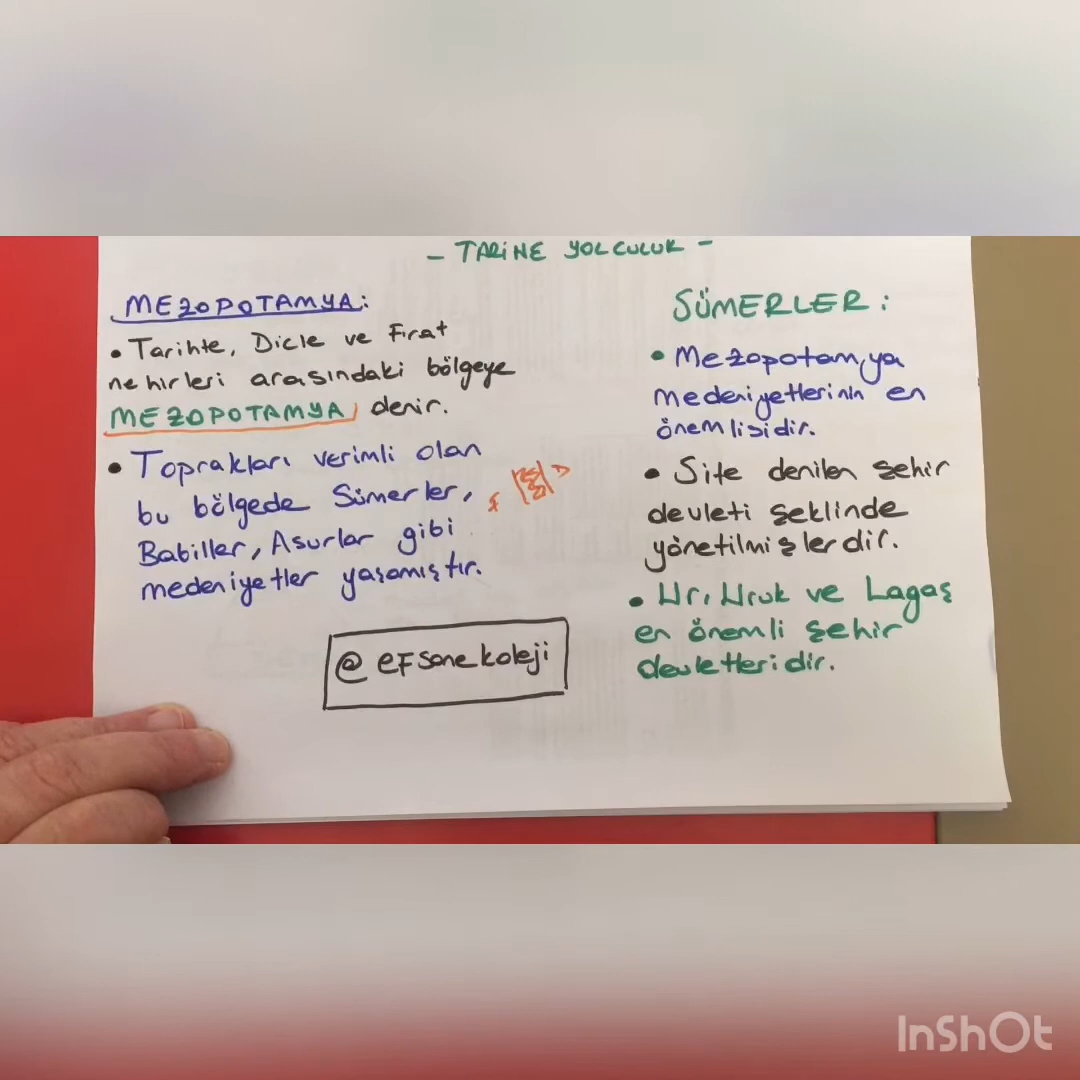 - TARİHE YOLCULUK -
MEZOPOTAMYA:
• Tarihte, Dicle ve Fırat
nehirleri arasındaki bölgeye
MEZOPOTAMYA denir.
• Toprakları verimli olan
bu bölgede Sümerler,
Babiller, Asurlar gibi
medeniyetler yaşamıştır.
@efsanekoleji
SÜMERLER:
• Mezopotamya
medeniyetlerinin en
önemlisidir.
• Site denilen şehir
devleti şeklinde
yönetilmişlerdir.
• Ur, Uruk ve Lagaş
en önemli şehir
devletleridir.
InShOt